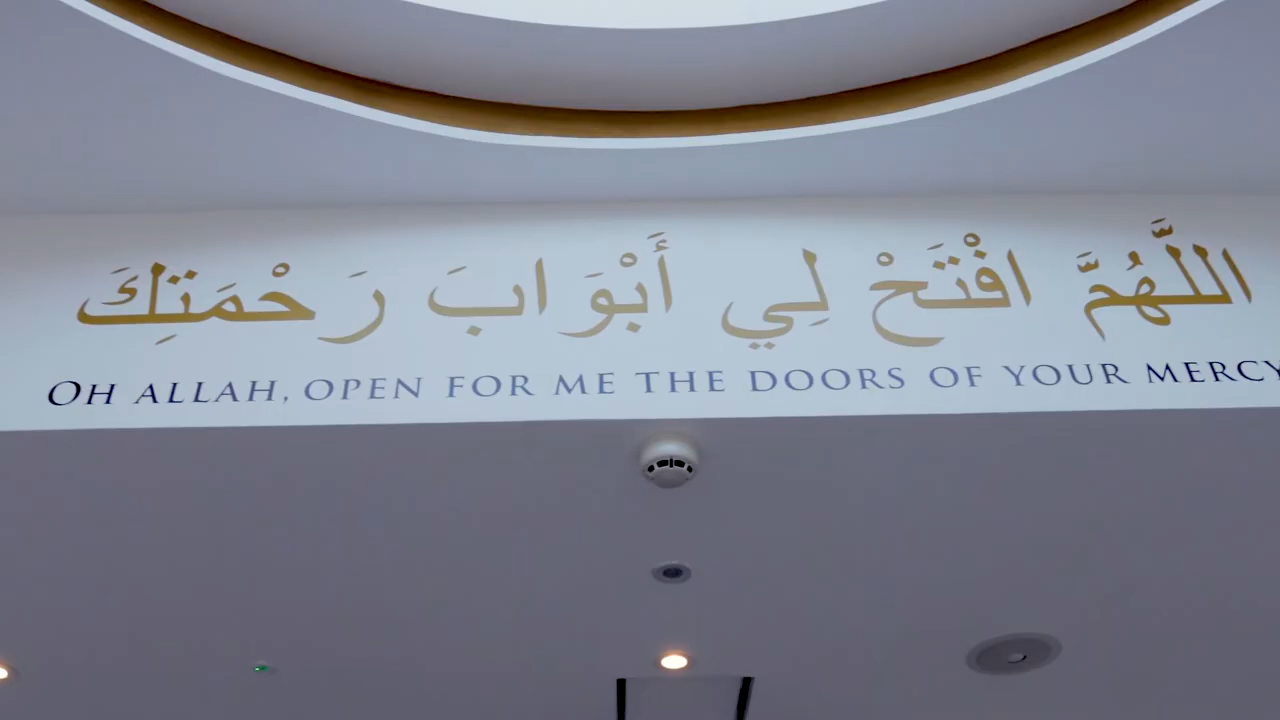 اللَّهُمَّ افْتَحْ لِي أَبْوَابَ رَحْمَتِكَ
OH ALLAH, OPEN FOR ME THE DOORS OF YOUR MERCY